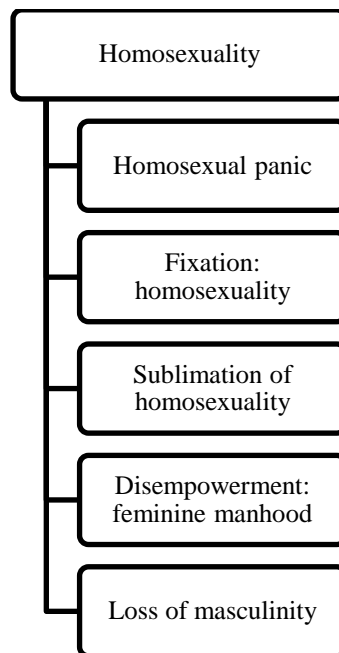 Homosexuality
Homosexual panic
Fixation:
homosexuality
Sublimation of
homosexuality
Disempowerment:
feminine manhood
Loss of masculinity